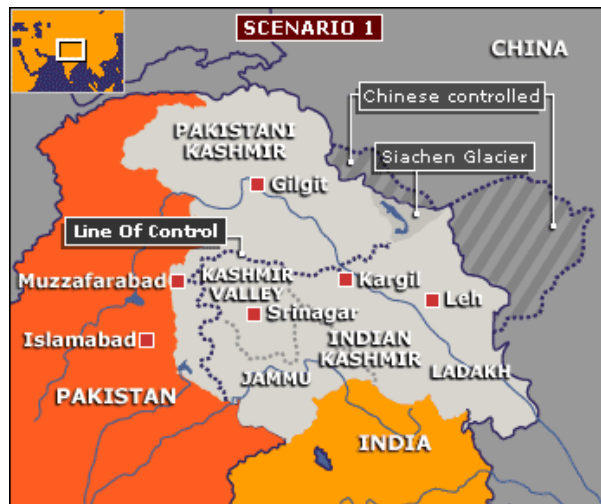 SCENARIO 1
CHINA
Chinese controlled
PAKISTANI
KASHMIR
Siachen Glacier
Gilgit
Line Of Control
Muzzafarabad
KASHMIR
VALLEY
Kargil
Leh
Srinagar
Islamabad
INDIAN
KASHMIR
LADAKH
JAMMU
PAKISTAN
INDIA